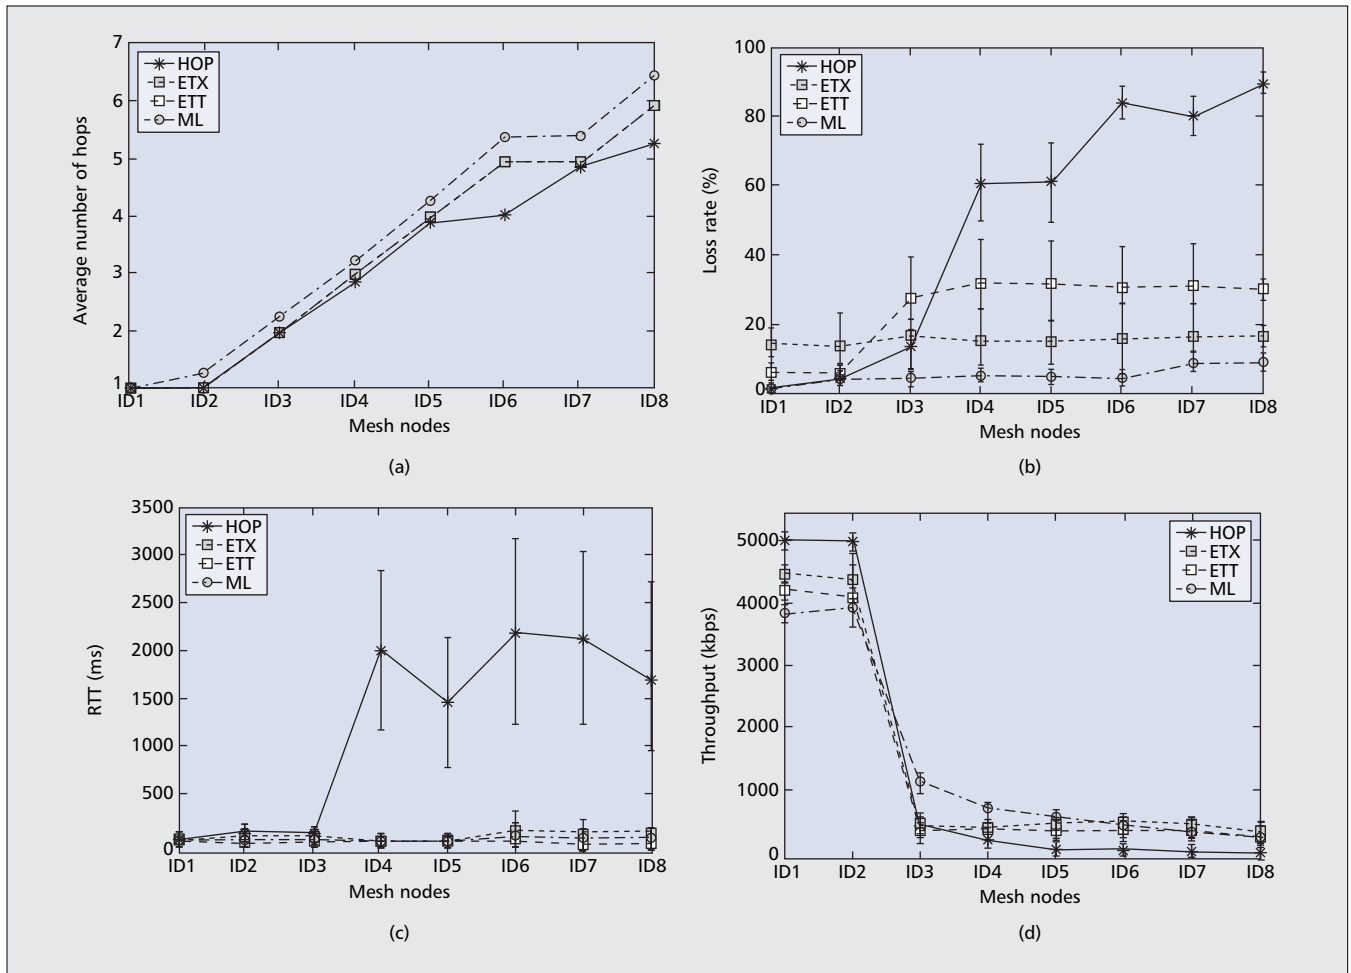 7
6
5
4
3
2
1
Average number of hops
HOP
ETX
ETT
ML
ID1 ID2 ID3 ID4 ID5 ID6 ID7 ID8
Mesh nodes
(a)
100
80
60
40
20
0
Loss rate (%)
HOP
ETX
ETT
ML
ID1 ID2 ID3 ID4 ID5 ID6 ID7 ID8
Mesh nodes
(b)
3500
3000
2500
2000
1500
1000
500
0
RTT (ms)
HOP
ETX
ETT
ML
ID1 ID2 ID3 ID4 ID5 ID6 ID7 ID8
Mesh nodes
(c)
5000
4000
3000
2000
1000
0
Throughput (kbps)
HOP
ETX
ETT
ML
ID1 ID2 ID3 ID4 ID5 ID6 ID7 ID8
Mesh nodes
(d)